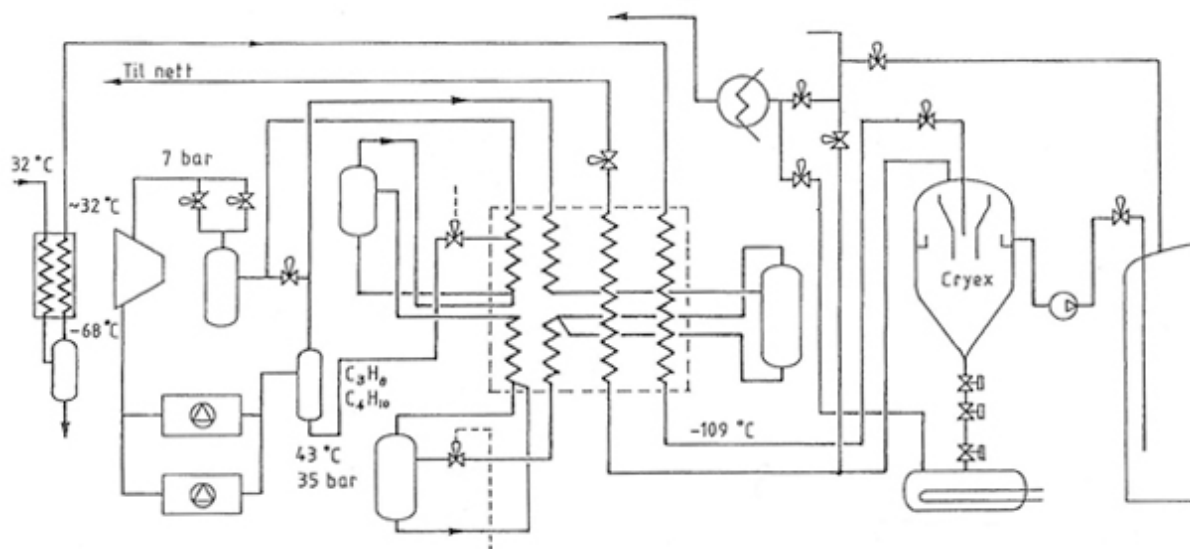 Til nett
7 bar
32 °C
~32 °C
-68 °C
Cryex
C3H8
C4H10
-109 °C
43 °C
35 bar